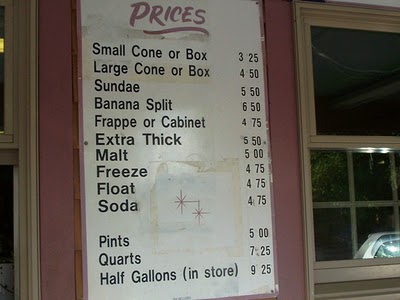 PRICES
Small Cone or Box 3 25
Large Cone or Box 4 50
Sundae 5 50
Banana Split 6 50
Frappe or Cabinet 4 75
Extra Thick 5 50
Malt 5 00
Freeze 4 75
Float 4 75
Soda 4 75
Pints 5 00
Quarts 7 25
Half Gallons (in store) 9 25